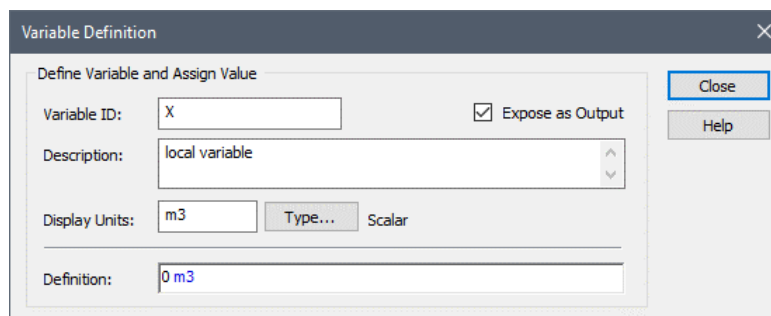 Variable Definition
Define Variable and Assign Value
Variable ID: X Expose as Output
Description: local variable
Display Units: m3 Type... Scalar
Definition: 0 m3
Close
Help